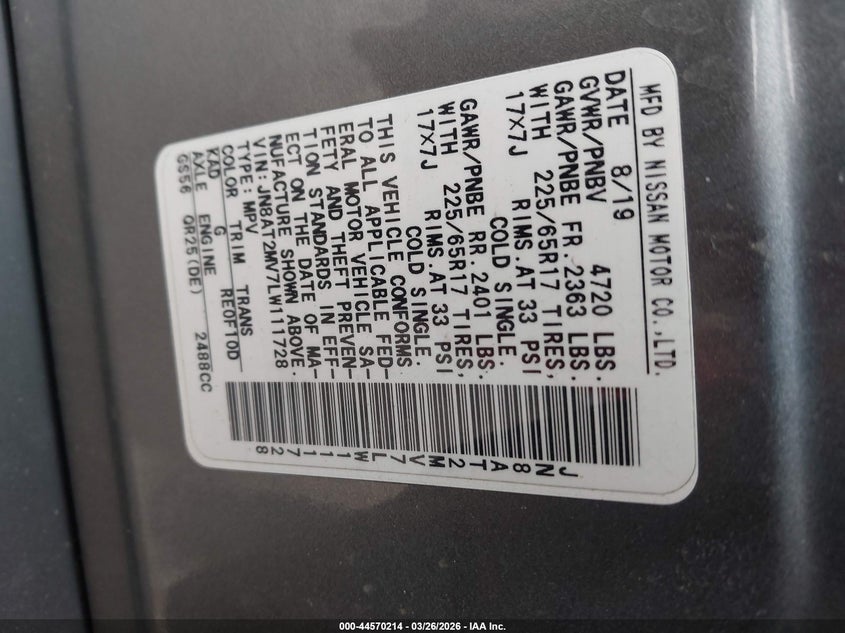 MFD BY NISSAN MOTOR CO.,LTD.
DATE 8/19
GVWR/PNBV 4720 LBS.
GAWR/PNBE FR. 2363 LBS.
WITH 225/65R17 TIRES,
17X7J RIMS.AT 33 PSI
COLD SINGLE.
GAWR/PNBE RR. 2401 LBS.
WITH 225/65R17 TIRES,
17X7J RIMS.AT 33 PSI
COLD SINGLE.
THIS VEHICLE CONFORMS
TO ALL APPLICABLE FED-
ERAL MOTOR VEHICLE SA-
FETY AND THEFT PREVEN-
TION STANDARDS IN EFF-
ECT ON THE DATE OF MA-
NUFACTURE SHOWN ABOVE.
VIN:JN8AT2MV7LW111728
TYPE:MPV
COLOR TRIM TRANS
KAD G RE0F10D
AXLE ENGINE
GS56 QR25(DE) 2488CC
JN8AT2MV7LW111728
000-44570214 | 03/26/2026 - IAA Inc.